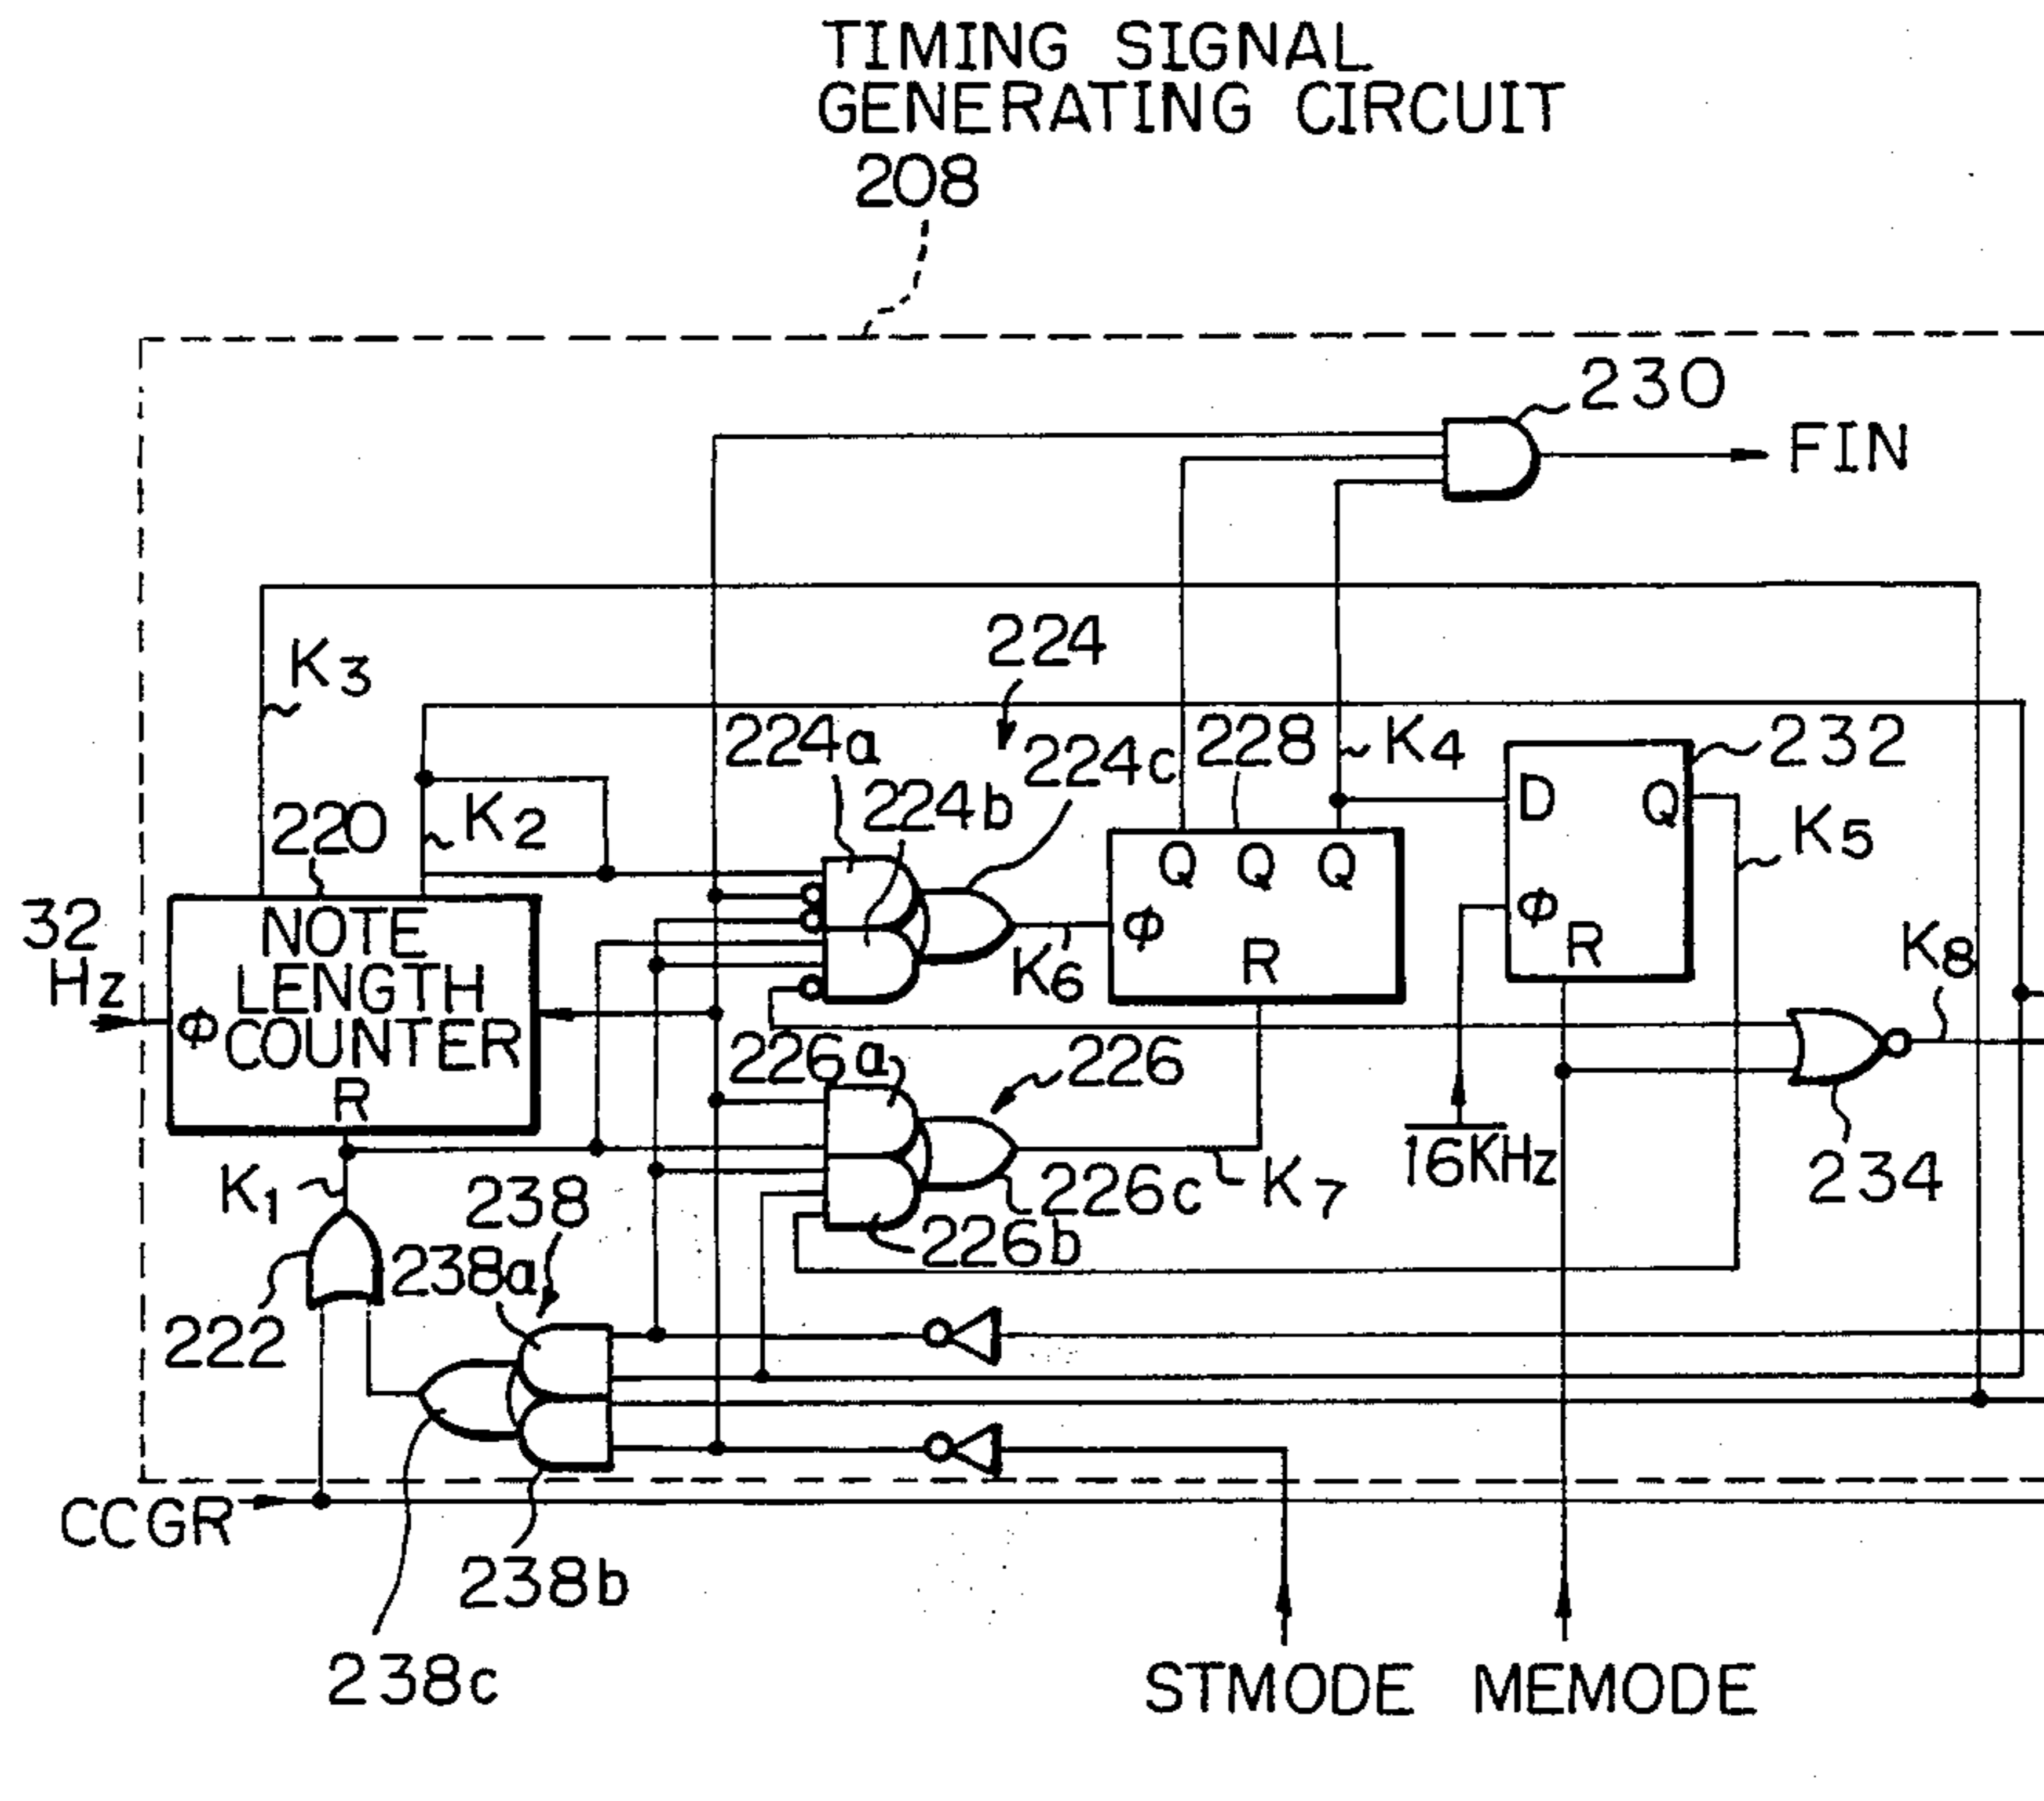 TIMING SIGNAL
GENERATING CIRCUIT
208
230
FIN
K3
224
224a
224c
228
K4
232
224b
K2
220
D
Q
K5
32
Hz
NOTE
LENGTH
COUNTER
Φ
R
Q Q Q
Φ
R
K6
Φ
R
K8
226a
226
16KHz
234
K1
238
226c
K7
226b
238a
222
CCGR
238b
238c
STMODE
MEMODE